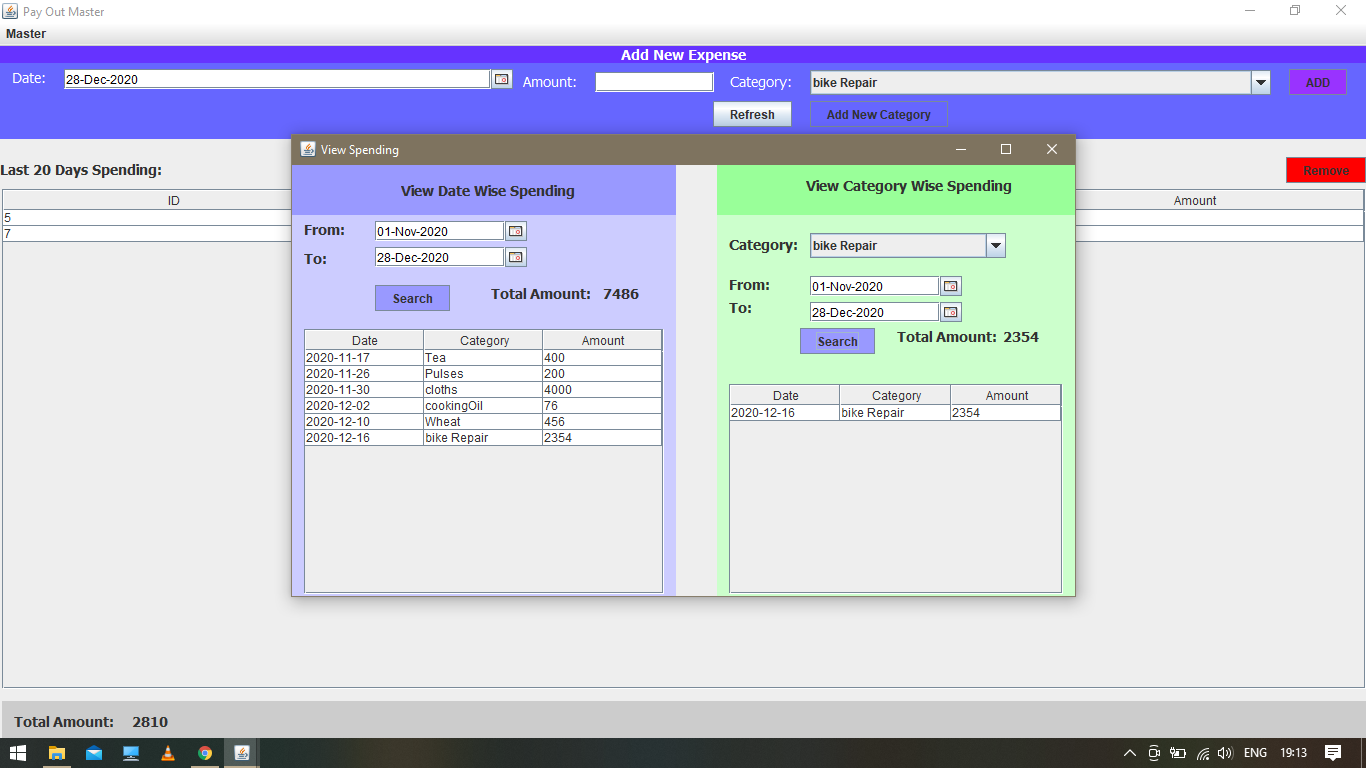 Pay Out Master
Master
Add New Expense
Date: 28-Dec-2020 Amount: Category: bike Repair ADD
Refresh Add New Category
Last 20 Days Spending: Remove
ID Amount
5
7
View Spending
View Date Wise Spending
From: 01-Nov-2020
To: 28-Dec-2020
Search Total Amount: 7486
Date Category Amount
2020-11-17 Tea 400
2020-11-26 Pulses 200
2020-11-30 cloths 4000
2020-12-02 cookingOil 76
2020-12-10 Wheat 456
2020-12-16 bike Repair 2354
View Category Wise Spending
Category: bike Repair
From: 01-Nov-2020
To: 28-Dec-2020
Search Total Amount: 2354
Date Category Amount
2020-12-16 bike Repair 2354
Total Amount: 2810
ENG 19:13